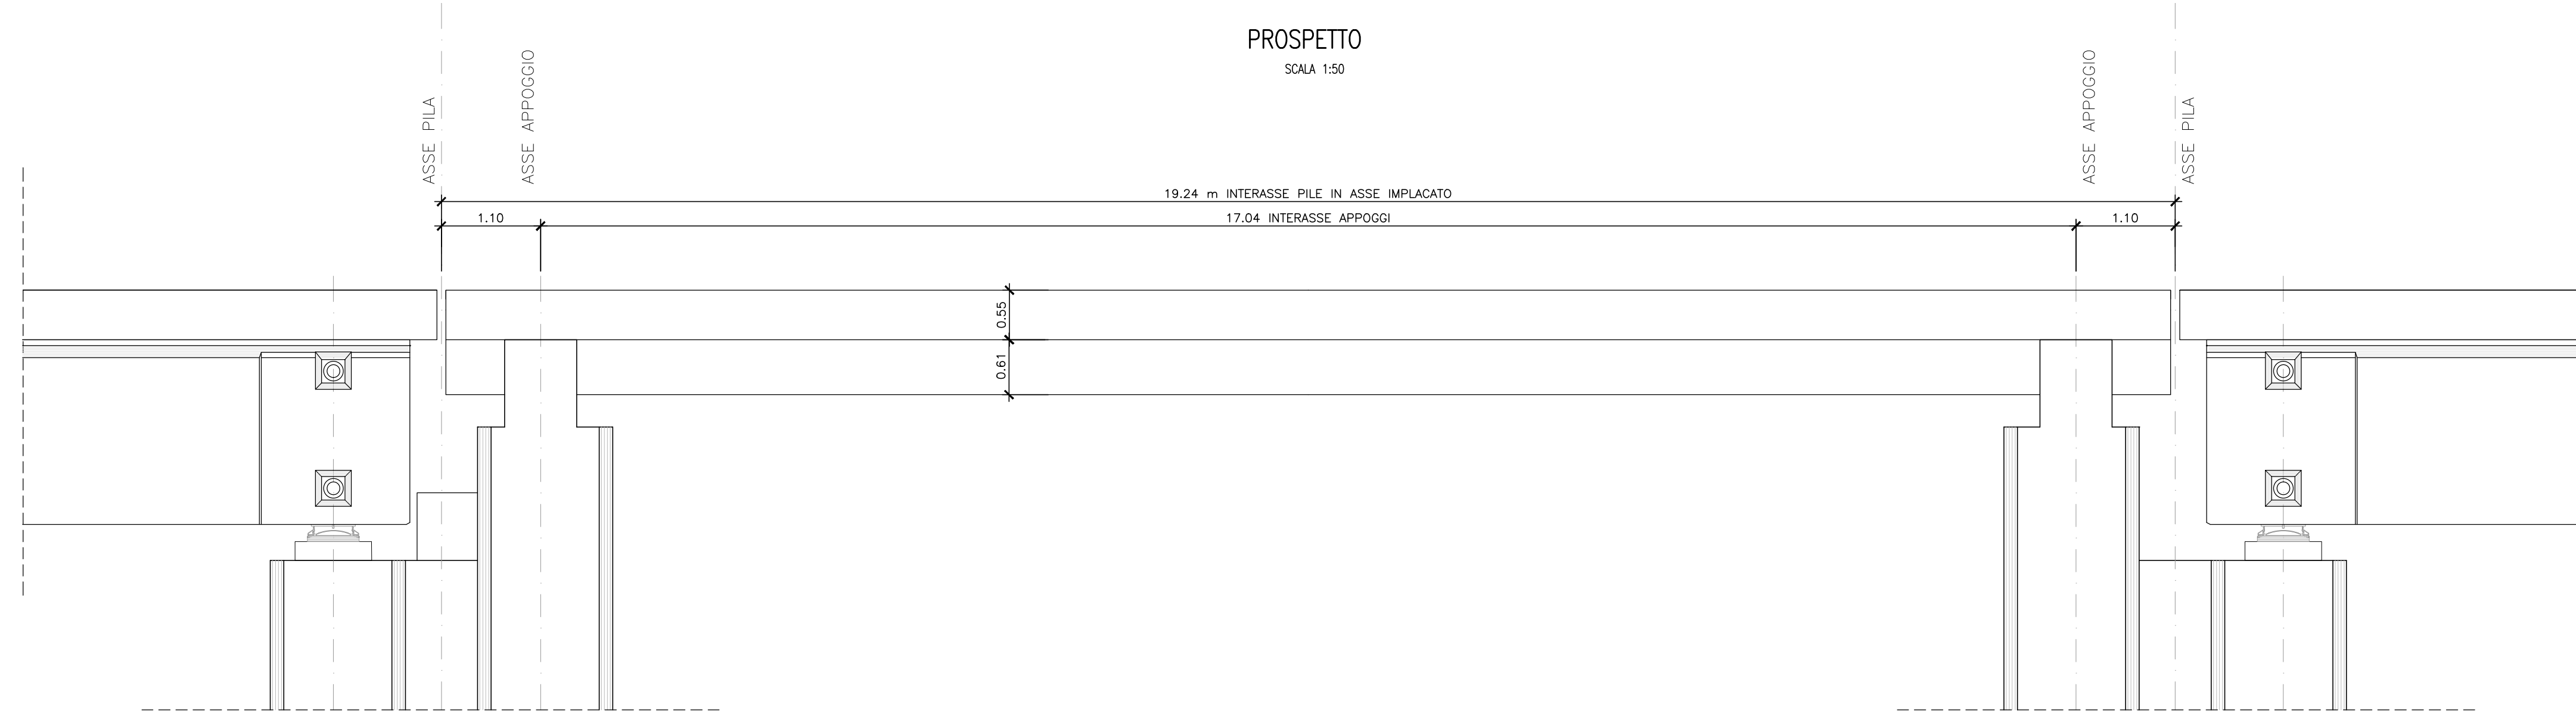 PROSPETTO
SCALA 1:50
ASSE PILA
ASSE APPOGGIO
ASSE APPOGGIO
ASSE PILA
19.24 m INTERASSE PILE IN ASSE IMPLACATO
1.10
17.04 INTERASSE APPOGGI
1.10
0.55
0.61